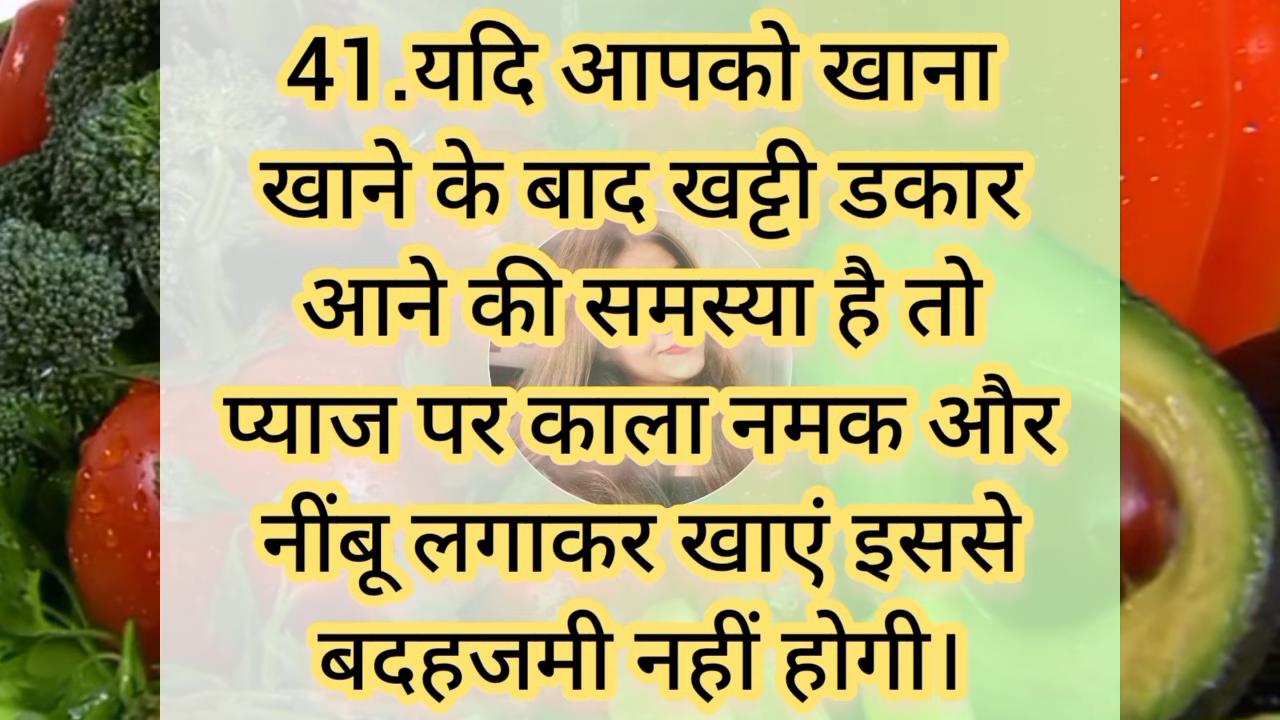 41.यदि आपको खाना
खाने के बाद खट्टी डकार
आने की समस्या है तो
प्याज पर काला नमक और
नींबू लगाकर खाएं इससे
बदहजमी नहीं होगी।